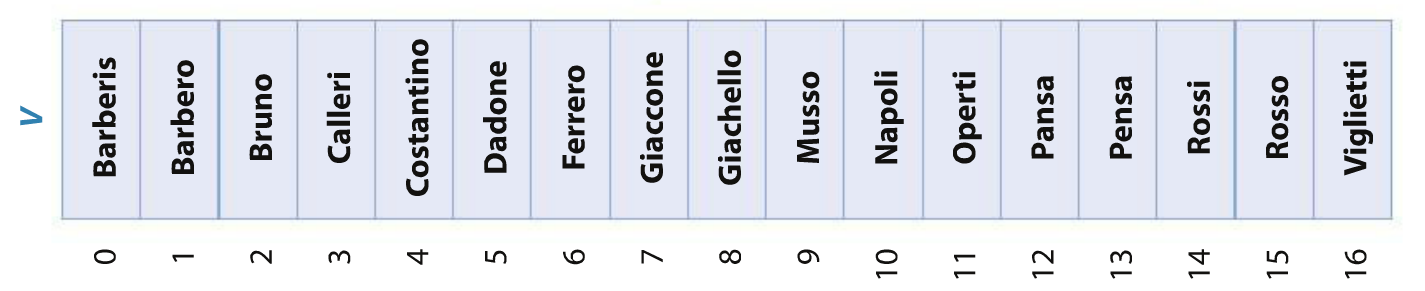 V
Barberis
Barbero
Bruno
Calleri
Costantino
Dadone
Ferrero
Giaccone
Giachello
Musso
Napoli
Operti
Pansa
Pensa
Rossi
Rosso
Viglietti
0
1
2
3
4
5
6
7
8
9
10
11
12
13
14
15
16